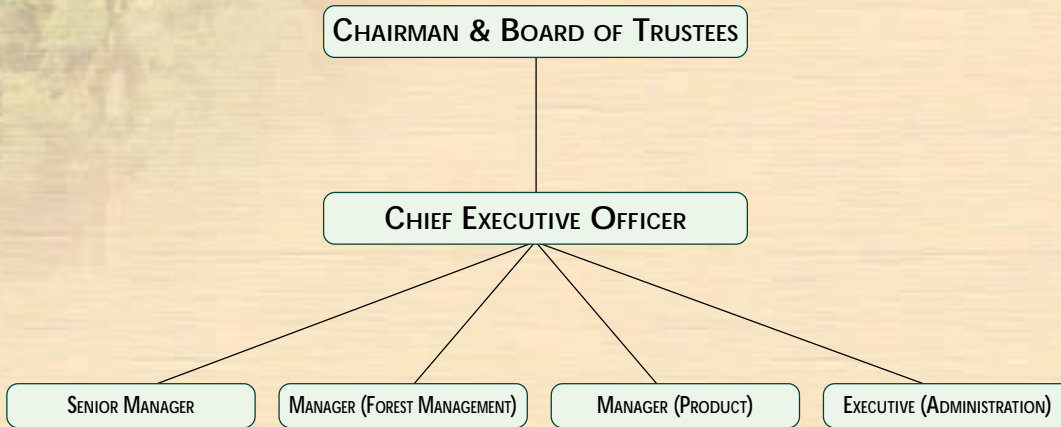 CHAIRMAN & BOARD OF TRUSTEES
CHIEF EXECUTIVE OFFICER
SENIOR MANAGER
MANAGER (FOREST MANAGEMENT)
MANAGER (PRODUCT)
EXECUTIVE (ADMINISTRATION)